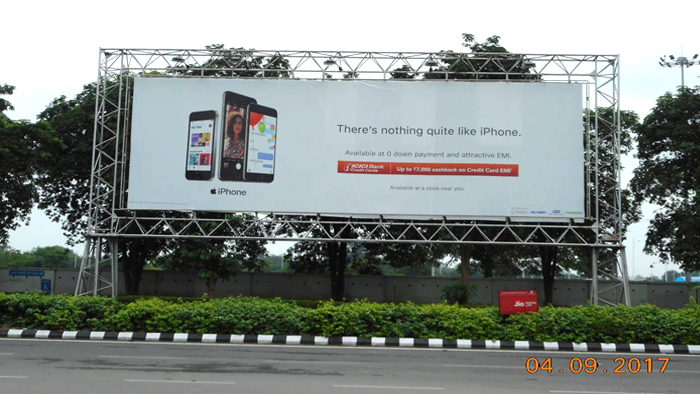 There's nothing quite like iPhone.
Available at 0 down payment and attractive EMI.
ICICI Bank
Credit Cards
Up to ₹7,000 cashback on Credit Card EMI*
Available at a store near you.
iPhone
Jio
04.09.2017